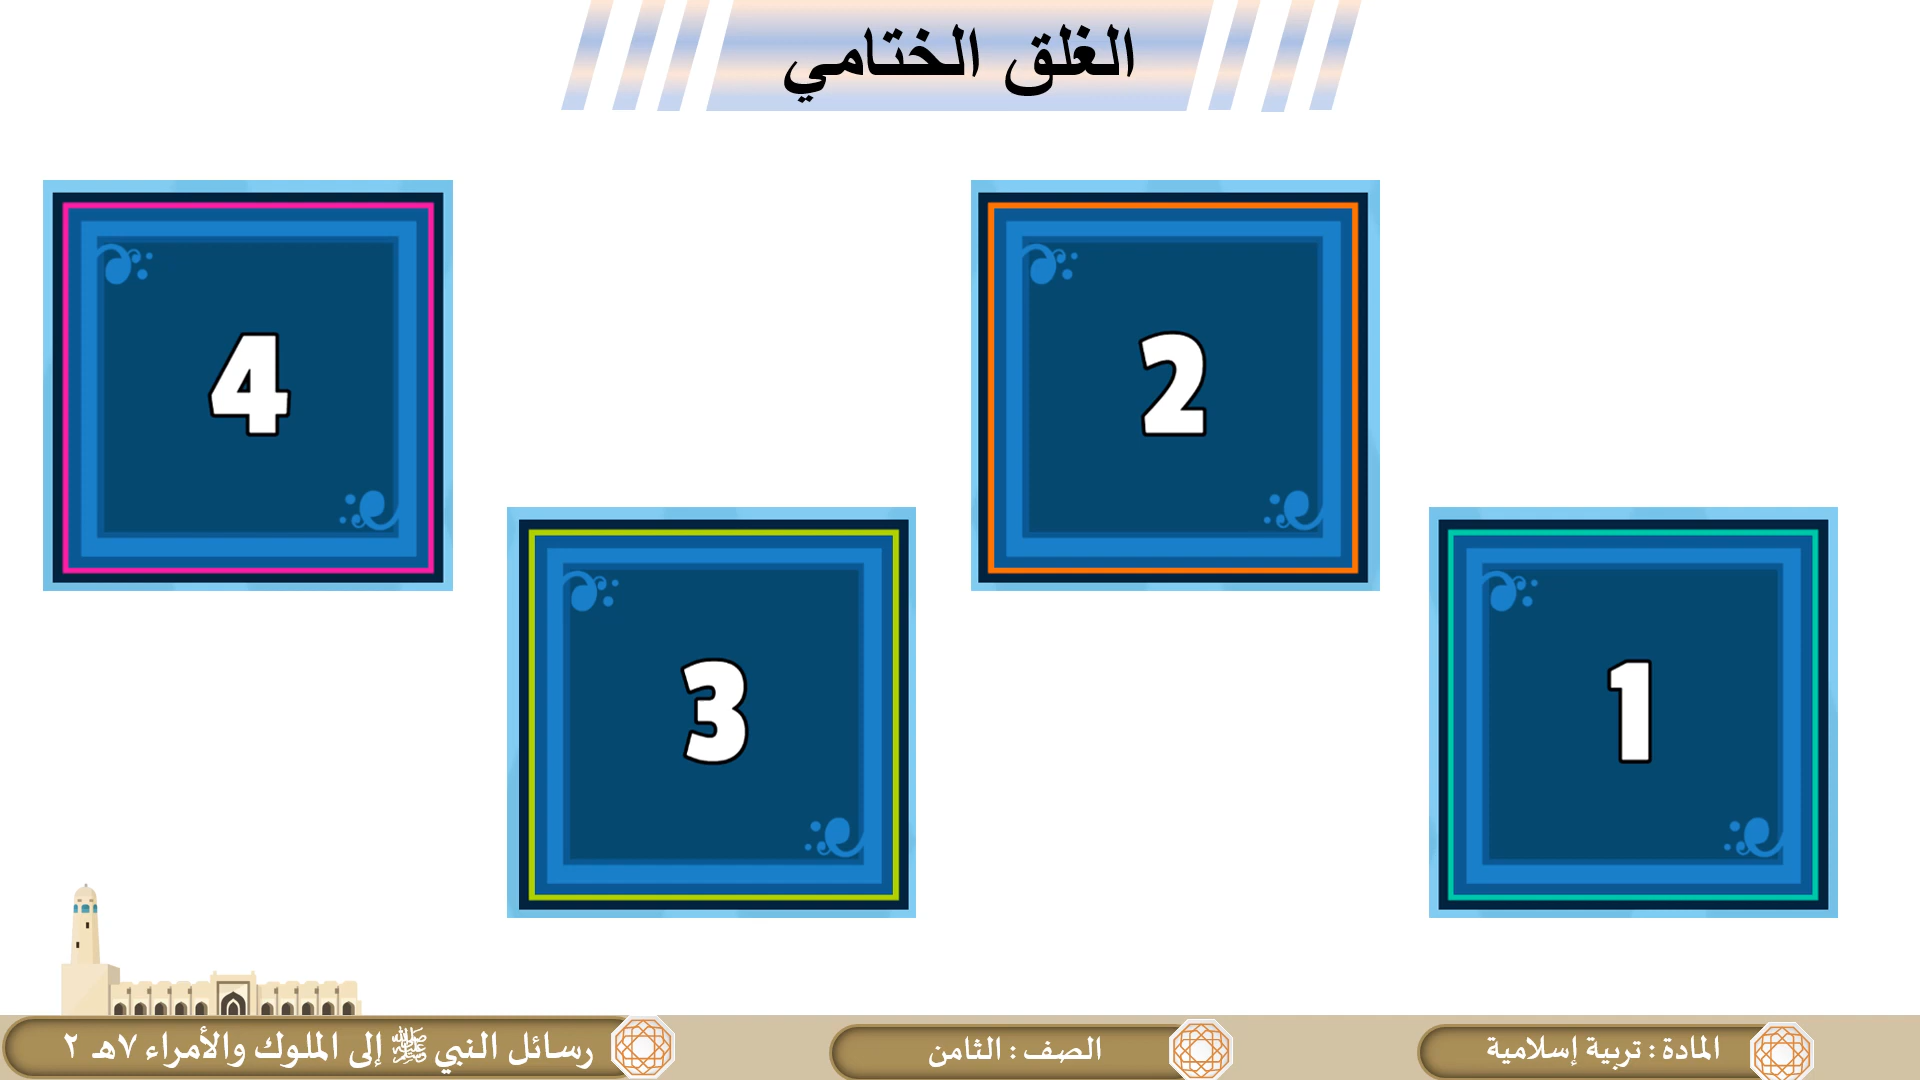 الغلق الختامي
2
4
1
3
المادة : تربية إسلامية
الصف : الثامن
رسائل النبي ﷺ إلى الملوك والأمراء ٧هـ ٢